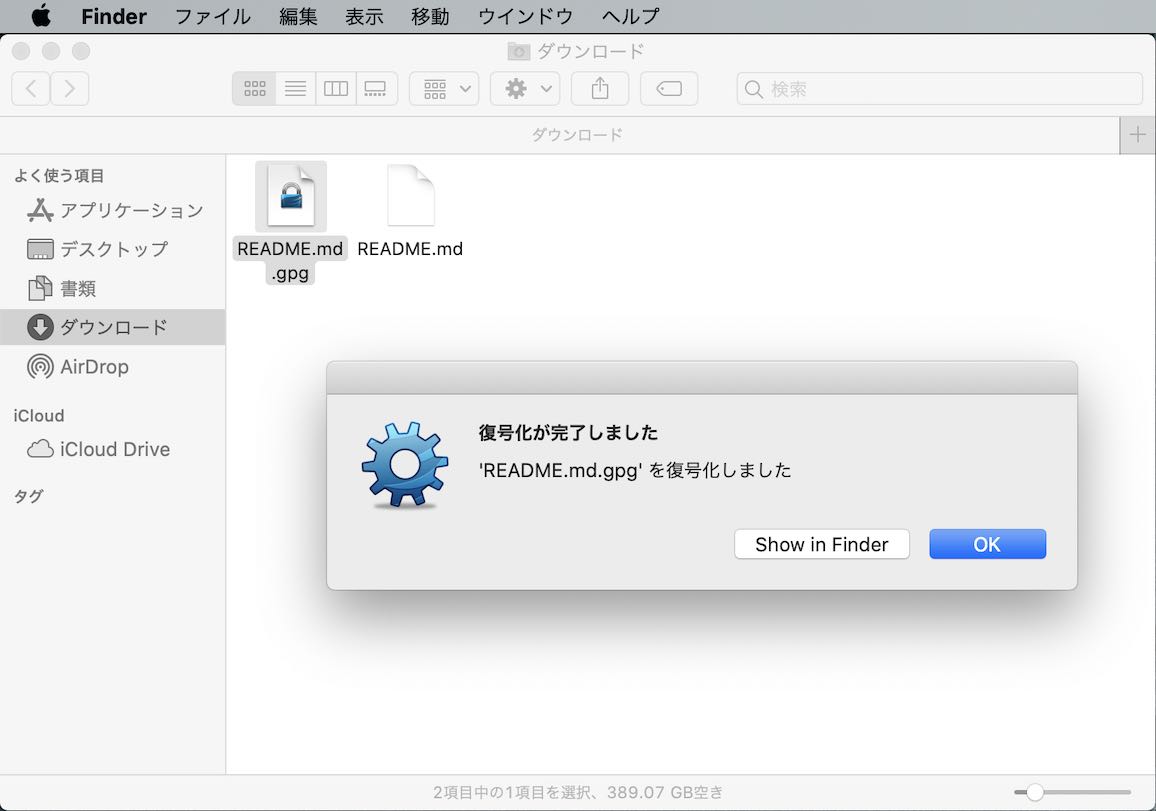 Finder ファイル 編集 表示 移動 ウインドウ ヘルプ
ダウンロード
検索
ダウンロード
よく使う項目
アプリケーション
デスクトップ
書類
ダウンロード
AirDrop
iCloud
iCloud Drive
タグ
README.md
.gpg
README.md
復号化が完了しました
'README.md.gpg' を復号化しました
Show in Finder
OK
2項目中の1項目を選択、389.07 GB空き